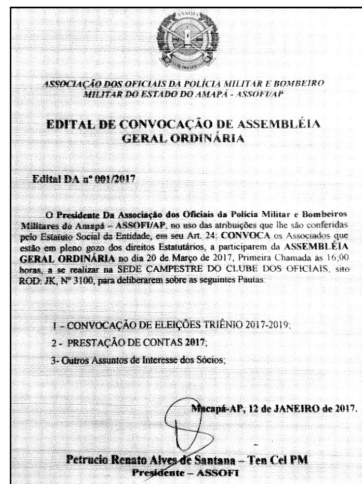 ASSOCIAÇÃO DOS OFICIAIS DA POLÍCIA MILITAR E BOMBEIRO
MILITAR DO ESTADO DO AMAPÁ - ASSOFI/AP
EDITAL DE CONVOCAÇÃO DE ASSEMBLÉIA
GERAL ORDINÁRIA
Edital DA nº 001/2017
O Presidente Da Associação dos Oficiais da Polícia Militar e Bombeiros
Militares do Amapá – ASSOFI/AP, no uso das atribuições que lhe são conferidas
pelo Estatuto Social da Entidade, em seu Art. 24; CONVOCA os Associados que
estão em pleno gozo dos direitos Estatutários, a participarem da ASSEMBLÉIA
GERAL ORDINÁRIA no dia 20 de Março de 2017, Primeira Chamada às 16:00
horas, a se realizar na SEDE CAMPESTRE DO CLUBE DOS OFICIAIS, sito
ROD: JK, Nº 3100, para deliberarem sobre as seguintes Pautas:
1 – CONVOCAÇÃO DE ELEIÇÕES TRIÊNIO 2017-2019;
2 - PRESTAÇÃO DE CONTAS 2017;
3- Outros Assuntos de Interesse dos Sócios;
Macapá-AP, 12 de JANEIRO de 2017.
Petrucio Renato Alves de Santana – Ten Cel PM
Presidente – ASSOFI